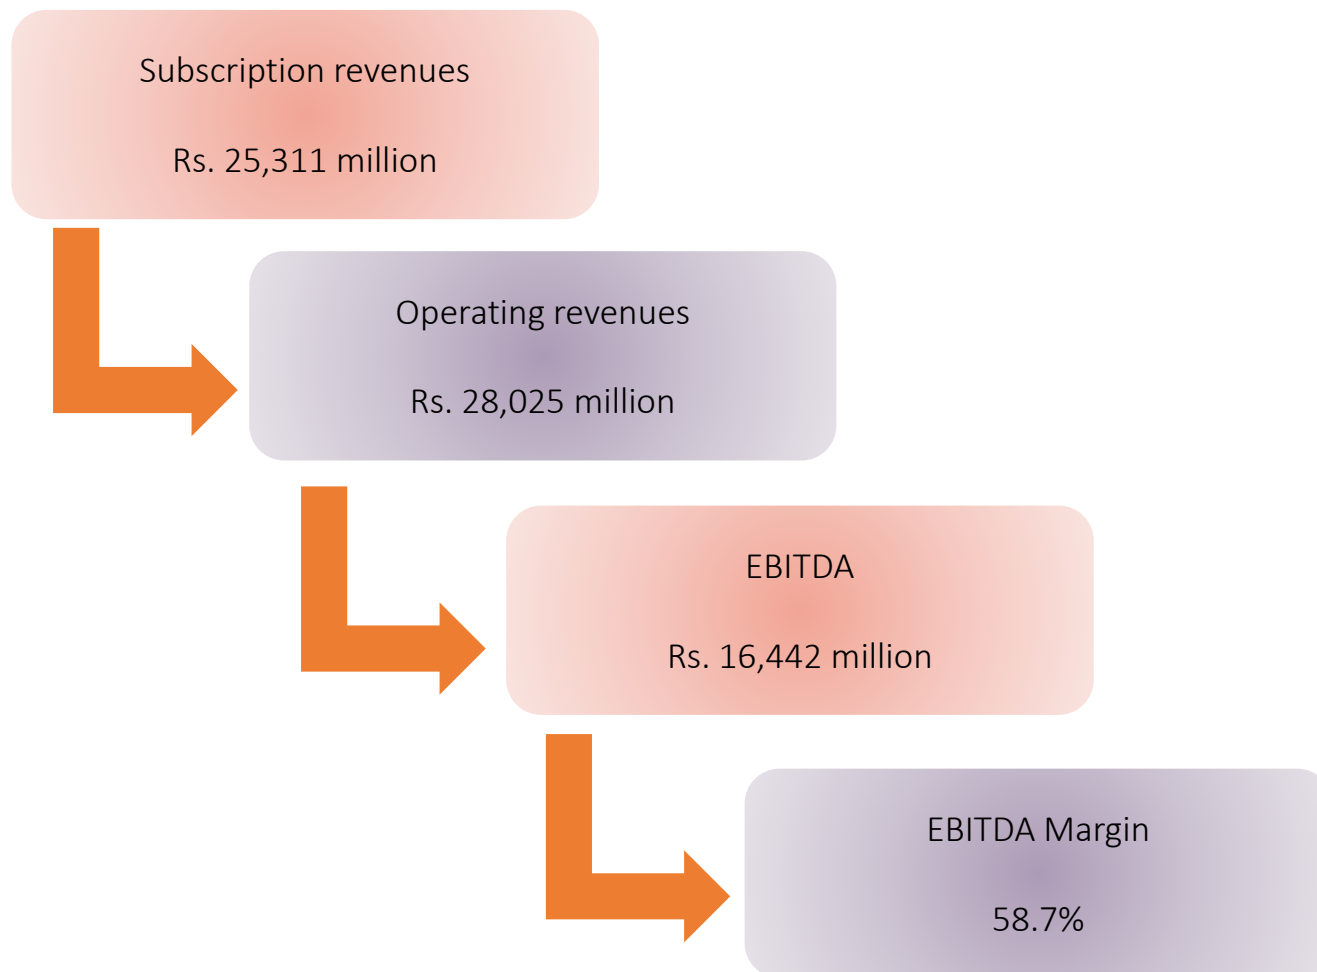 Subscription revenues
Rs. 25,311 million
Operating revenues
Rs. 28,025 million
EBITDA
Rs. 16,442 million
EBITDA Margin
58.7%